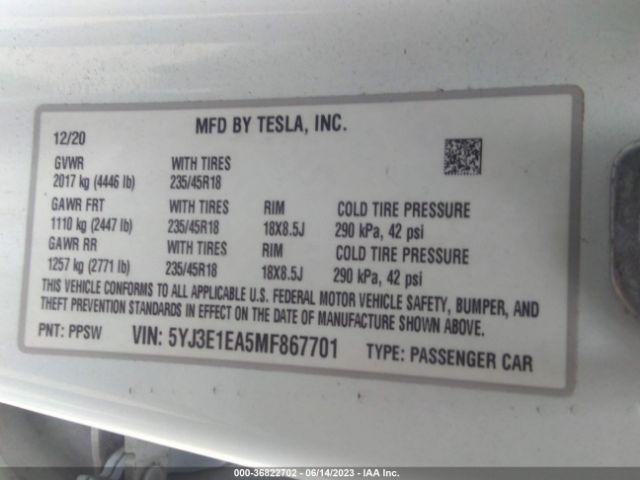 MFD BY TESLA, INC.
12/20
GVWR WITH TIRES
2017 kg (4446 lb) 235/45R18
GAWR FRT WITH TIRES RIM COLD TIRE PRESSURE
1110 kg (2447 lb) 235/45R18 18X8.5J 290 kPa, 42 psi
GAWR RR WITH TIRES RIM COLD TIRE PRESSURE
1257 kg (2771 lb) 235/45R18 18X8.5J 290 kPa, 42 psi
THIS VEHICLE CONFORMS TO ALL APPLICABLE U.S. FEDERAL MOTOR VEHICLE SAFETY, BUMPER, AND
THEFT PREVENTION STANDARDS IN EFFECT ON THE DATE OF MANUFACTURE SHOWN ABOVE.
PNT: PPSW VIN: 5YJ3E1EA5MF867701 TYPE: PASSENGER CAR
000-36822702 - 06/14/2023 - IAA Inc.